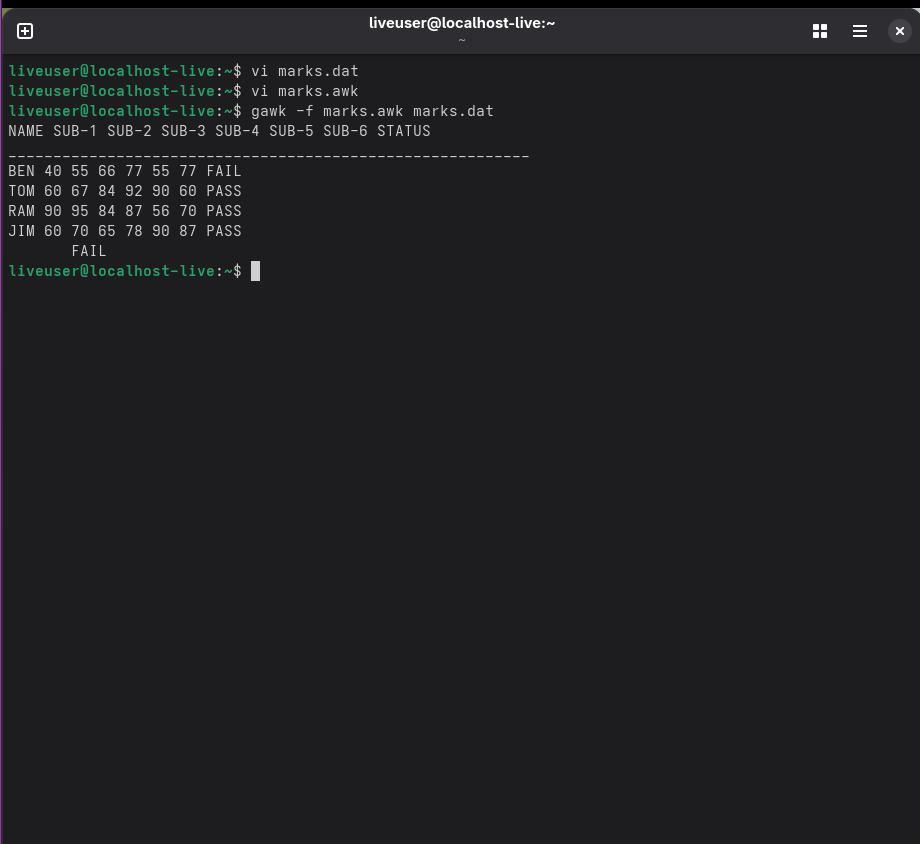 liveuser@localhost-live:~
~
liveuser@localhost-live:~$ vi marks.dat
liveuser@localhost-live:~$ vi marks.awk
liveuser@localhost-live:~$ gawk -f marks.awk marks.dat
NAME SUB-1 SUB-2 SUB-3 SUB-4 SUB-5 SUB-6 STATUS
__________________________________________________________
BEN 40 55 66 77 55 77 FAIL
TOM 60 67 84 92 90 60 PASS
RAM 90 95 84 87 56 70 PASS
JIM 60 70 65 78 90 87 PASS
       FAIL
liveuser@localhost-live:~$